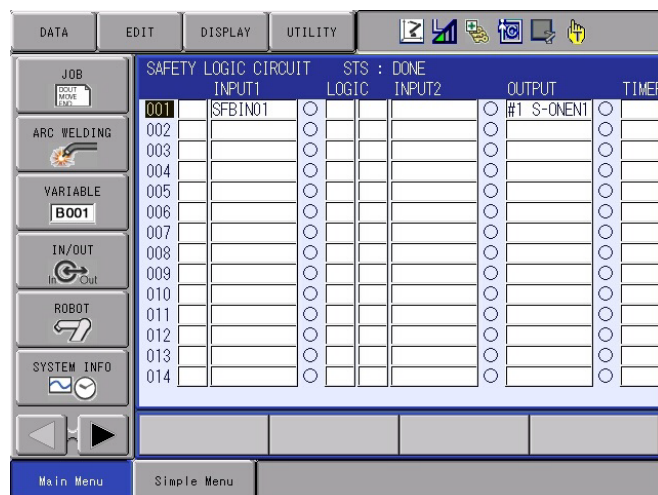 DATA EDIT DISPLAY UTILITY
JOB
DOUT
MOVE
END
ARC WELDING
VARIABLE
B001
IN/OUT
In Out
ROBOT
SYSTEM INFO
SAFETY LOGIC CIRCUIT STS : DONE
INPUT1 LOGIC INPUT2 OUTPUT TIMER
001 SFBIN01 #1 S-ONEN1
002
003
004
005
006
007
008
009
010
011
012
013
014
Main Menu Simple Menu